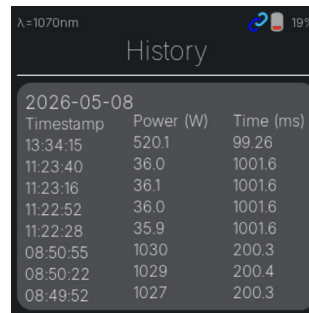 λ=1070nm 19%
History
2026-05-08
Timestamp Power (W) Time (ms)
13:34:15 520.1 99.26
11:23:40 36.0 1001.6
11:23:16 36.1 1001.6
11:22:52 36.0 1001.6
11:22:28 35.9 1001.6
08:50:55 1030 200.3
08:50:22 1029 200.4
08:49:52 1027 200.3